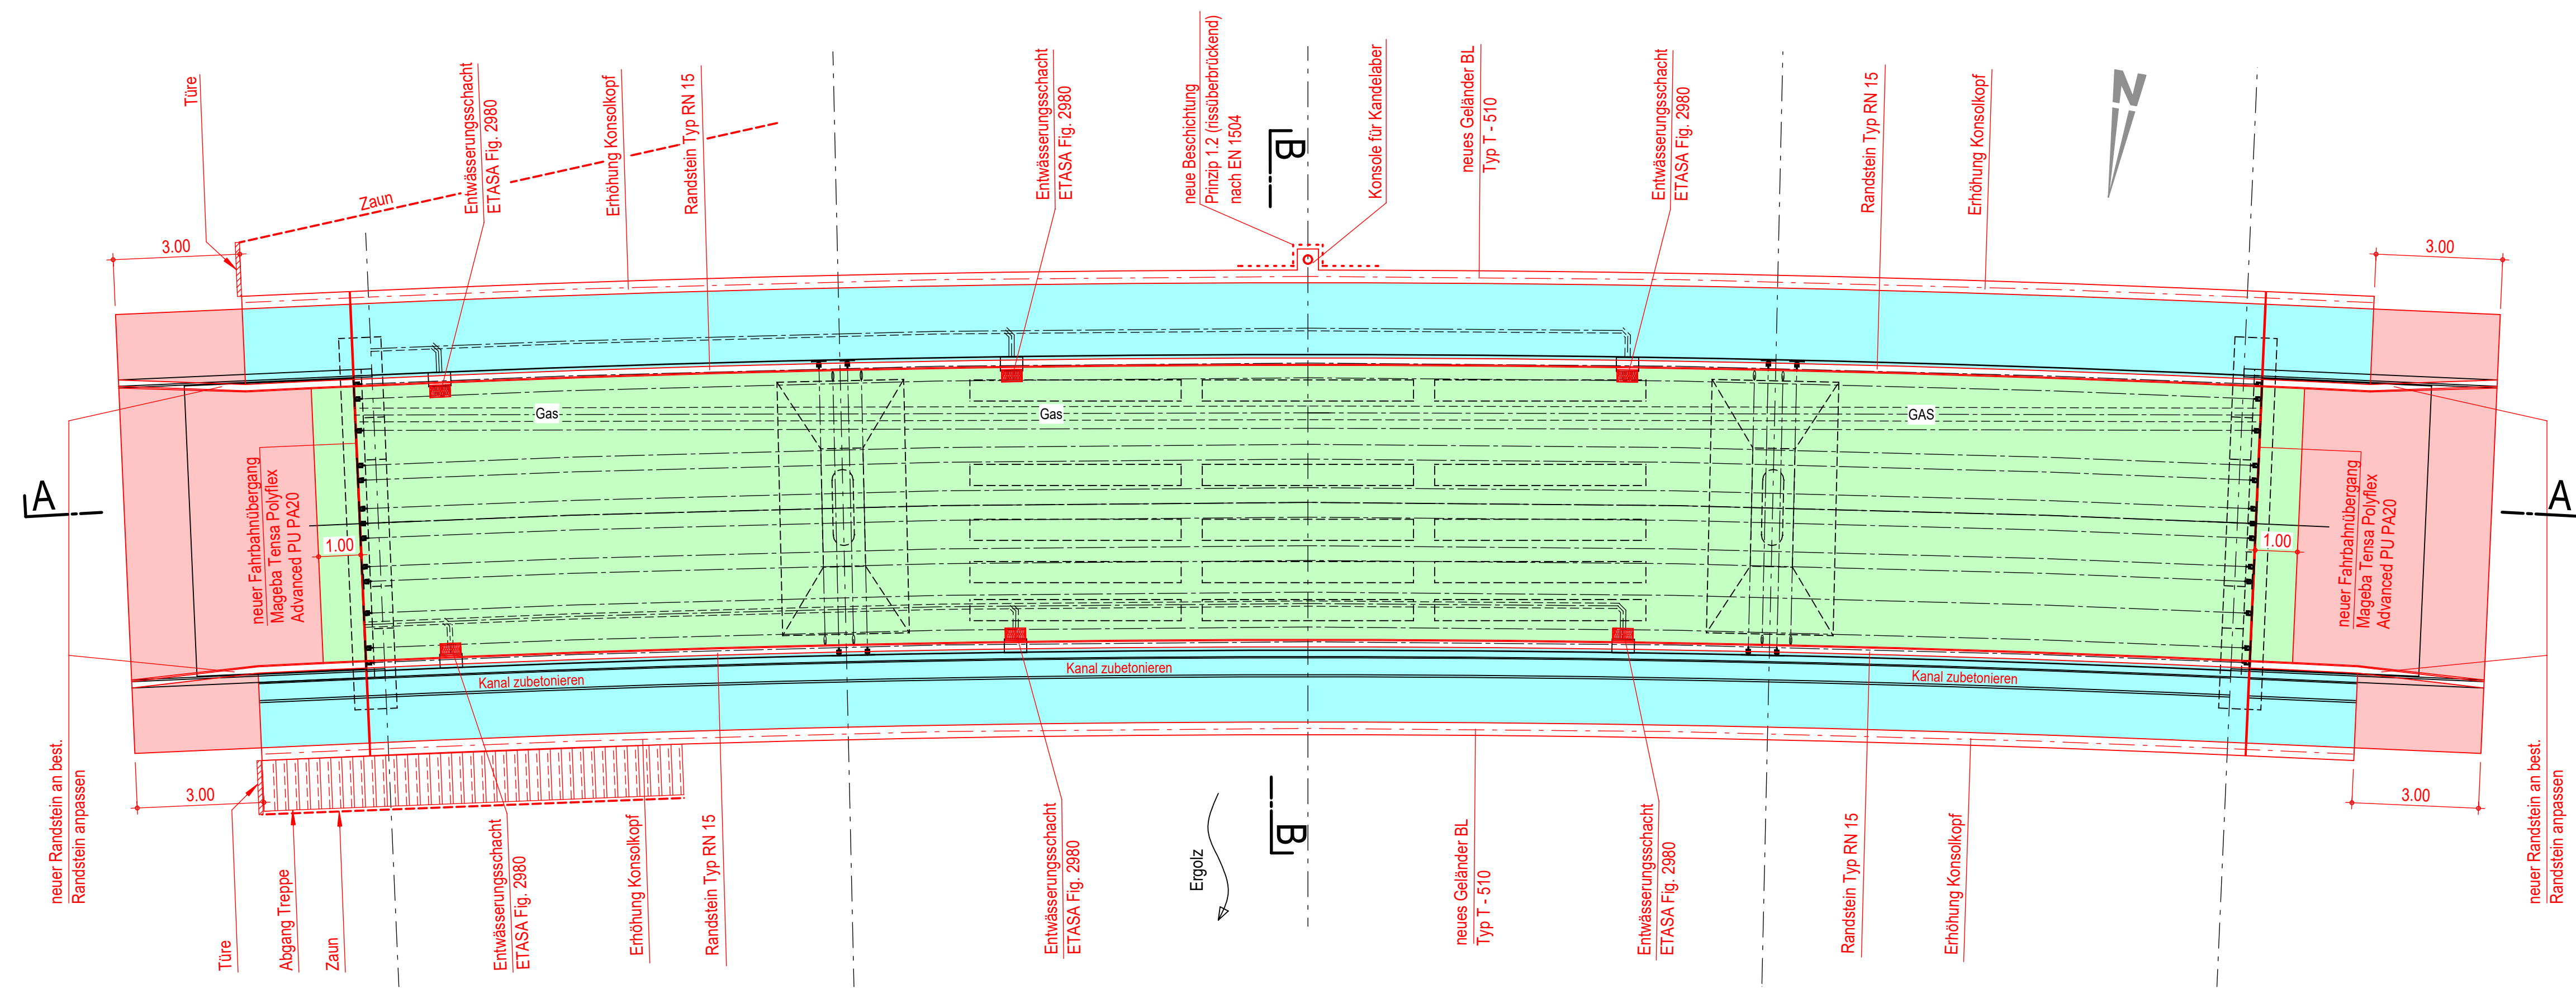 Türe
Entwässerungsschacht
ETASA Fig. 2980
Erhöhung Konsolkopf
Randstein Typ RN 15
Entwässerungsschacht
ETASA Fig. 2980
neue Beschichtung
Prinzip 1.2 (rissüberbrückend)
nach EN 1504
Konsole für Kandelaber
neues Geländer BL
Typ T - 510
Entwässerungsschacht
ETASA Fig. 2980
Randstein Typ RN 15
Erhöhung Konsolkopf
N
B
Zaun
3.00
3.00
Gas
Gas
GAS
A
A
neuer Fahrbahnübergang
Mageba Tensa Polyflex
Advanced PU PA20
1.00
1.00
neuer Fahrbahnübergang
Mageba Tensa Polyflex
Advanced PU PA20
Kanal zubetonieren
Kanal zubetonieren
Kanal zubetonieren
3.00
3.00
neuer Randstein an best.
Randstein anpassen
Türe
Abgang Treppe
Zaun
Entwässerungsschacht
ETASA Fig. 2980
Erhöhung Konsolkopf
Randstein Typ RN 15
Entwässerungsschacht
ETASA Fig. 2980
Ergolz
B
neues Geländer BL
Typ T - 510
Entwässerungsschacht
ETASA Fig. 2980
Randstein Typ RN 15
Erhöhung Konsolkopf
neuer Randstein an best.
Randstein anpassen